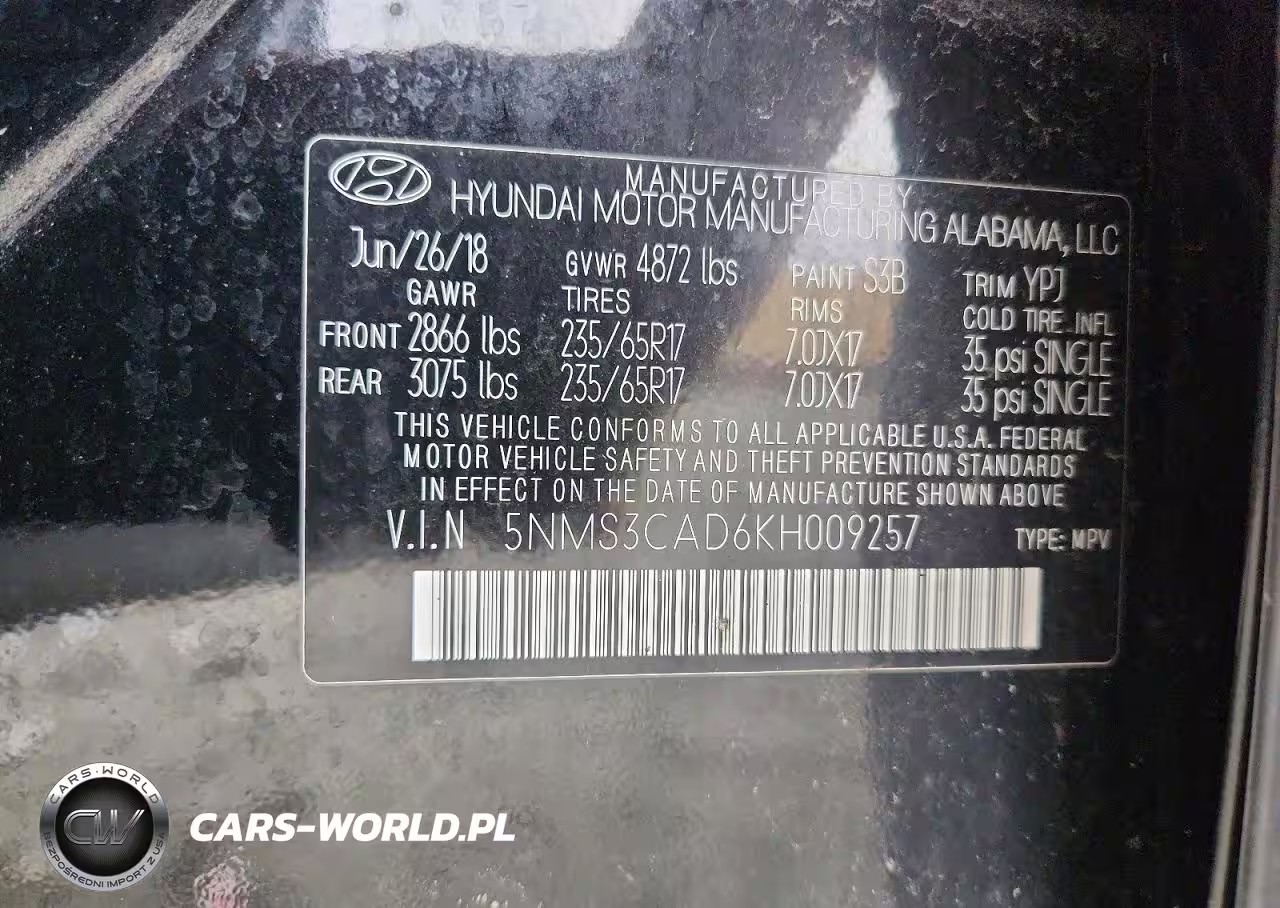 MANUFACTURED BY
HYUNDAI MOTOR MANUFACTURING ALABAMA, LLC
Jun/26/18 GVWR 4872 lbs PAINT S3B TRIM YPJ
GAWR TIRES RIMS COLD TIRE. INFL
FRONT 2866 lbs 235/65R17 7.0JX17 35 psi SINGLE
REAR 3075 lbs 235/65R17 7.0JX17 35 psi SINGLE
THIS VEHICLE CONFORMS TO ALL APPLICABLE U.S.A. FEDERAL
MOTOR VEHICLE SAFETY AND THEFT PREVENTION STANDARDS
IN EFFECT ON THE DATE OF MANUFACTURE SHOWN ABOVE
V.I.N 5NMS3CAD6KH009257 TYPE: MPV
CARS-WORLD
CW
BEZPOŚREDNI IMPORT Z USA
CARS-WORLD.PL